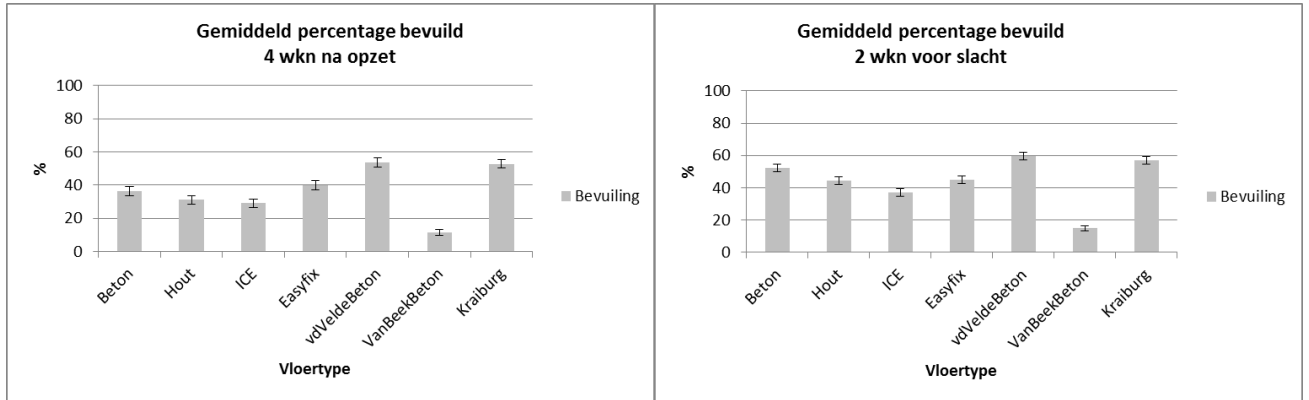 Gemiddeld percentage bevuild
4 wkn na opzet
100
80
60
40
20
0
%
Beton
Hout
ICE
Easyfix
vdVeldeBeton
VanBeekBeton
Kraiburg
Vloertype
Bevuiling
Gemiddeld percentage bevuild
2 wkn voor slacht
100
80
60
40
20
0
%
Beton
Hout
ICE
Easyfix
vdVeldeBeton
VanBeekBeton
Kraiburg
Vloertype
Bevuiling